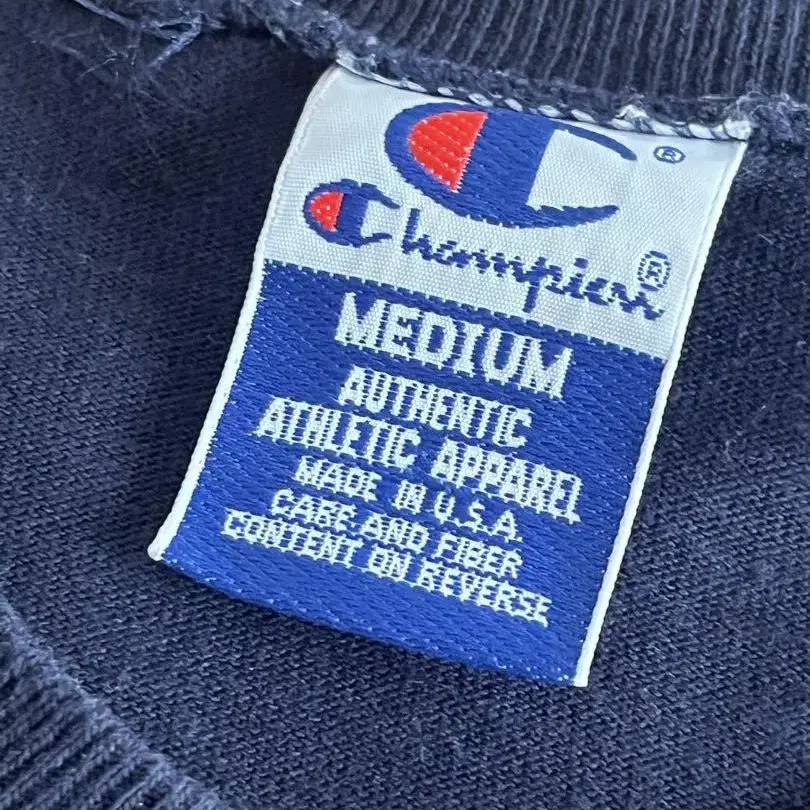 ®
Champion®
MEDIUM
AUTHENTIC
ATHLETIC APPAREL
MADE IN U.S.A.
CARE AND FIBER
CONTENT ON REVERSE